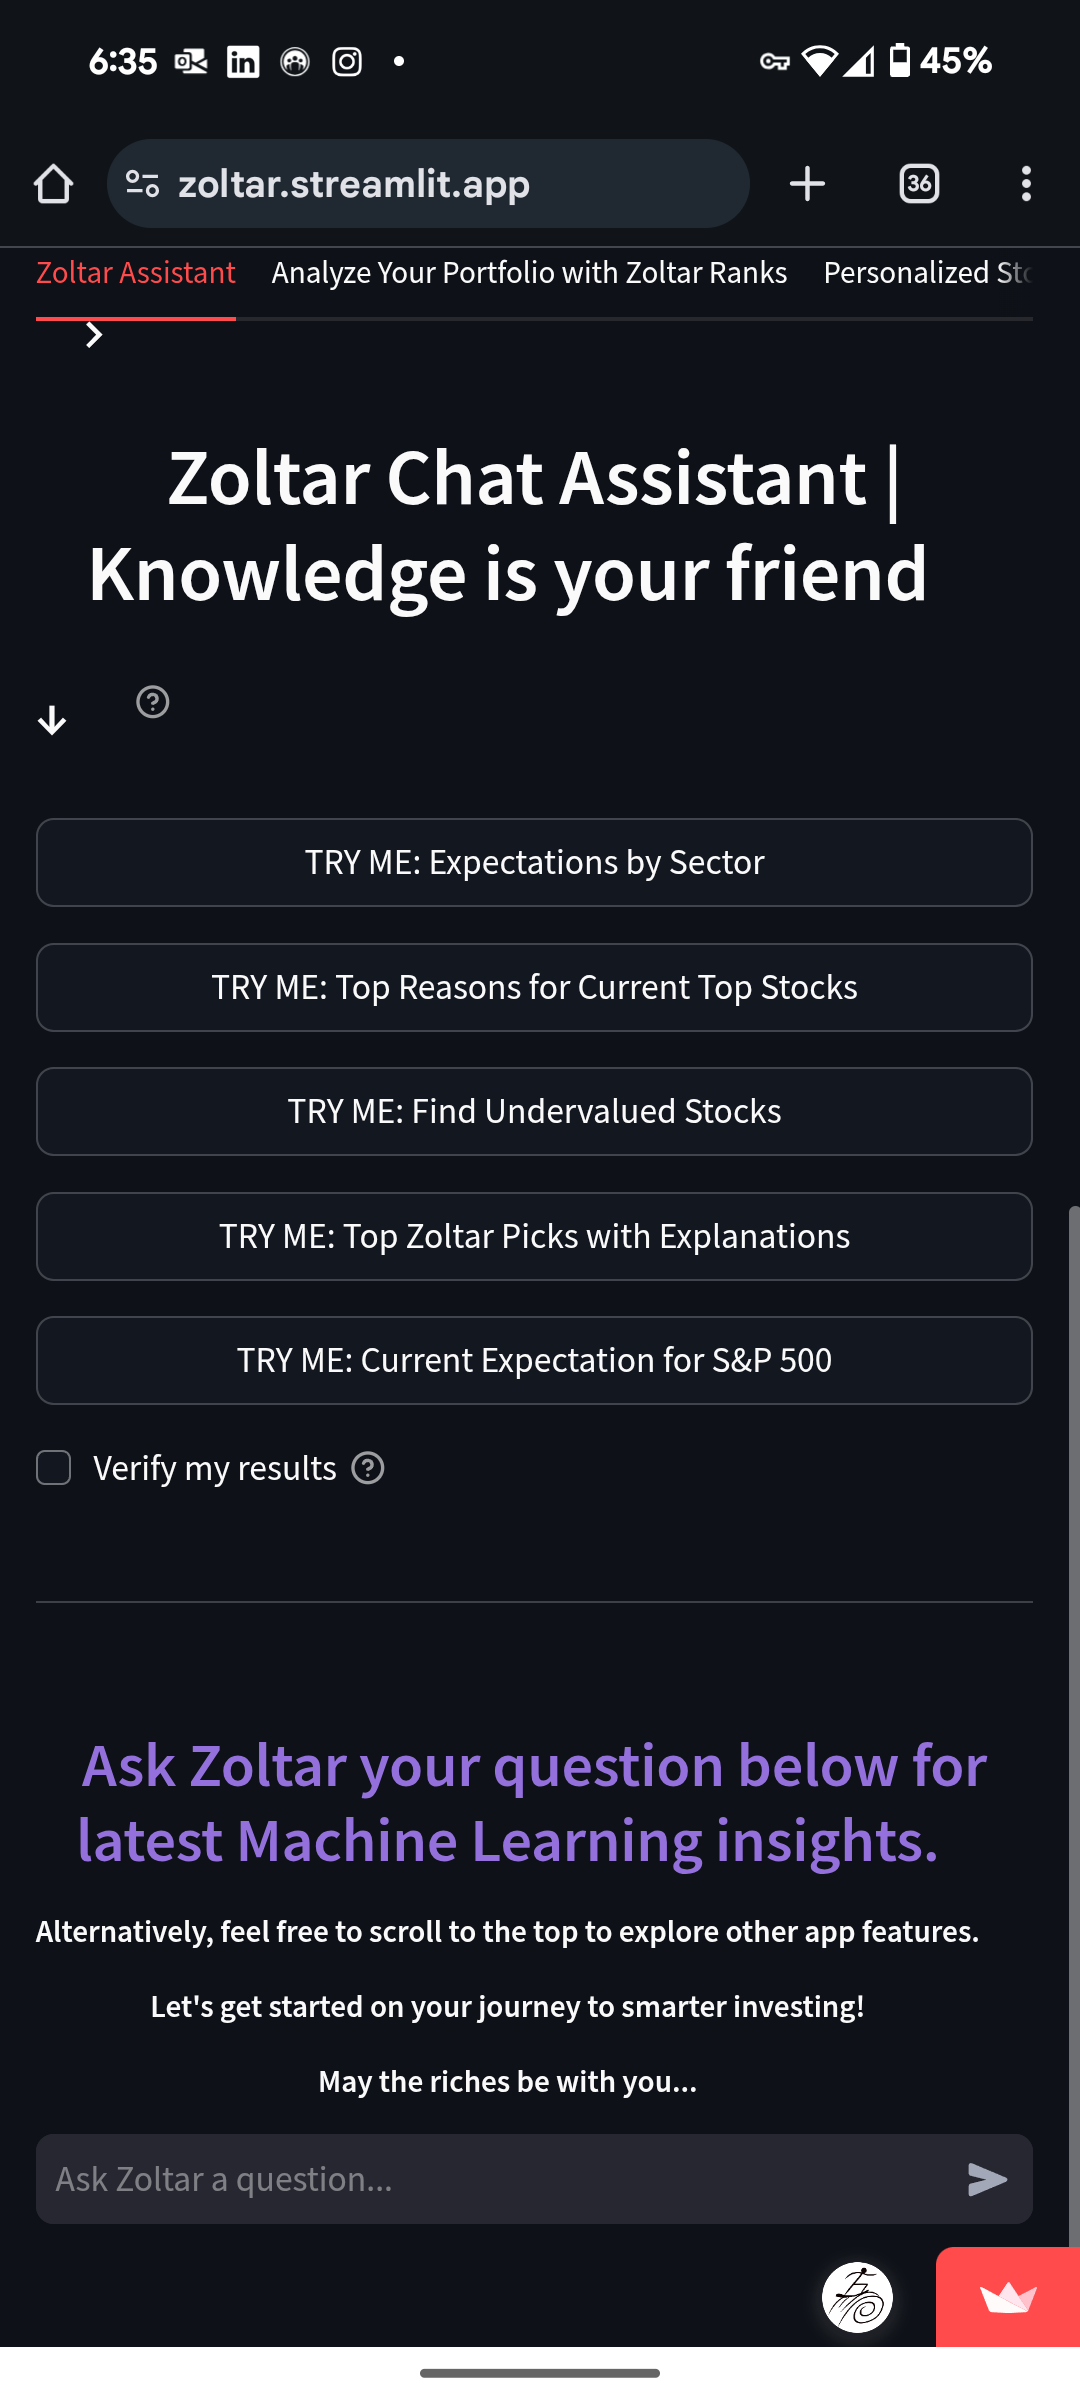 6:35
45%
zoltar.streamlit.app
36
Zoltar Assistant Analyze Your Portfolio with Zoltar Ranks Personalized Sto
Zoltar Chat Assistant |
Knowledge is your friend
TRY ME: Expectations by Sector
TRY ME: Top Reasons for Current Top Stocks
TRY ME: Find Undervalued Stocks
TRY ME: Top Zoltar Picks with Explanations
TRY ME: Current Expectation for S&P 500
Verify my results
Ask Zoltar your question below for
latest Machine Learning insights.
Alternatively, feel free to scroll to the top to explore other app features.
Let's get started on your journey to smarter investing!
May the riches be with you...
Ask Zoltar a question...